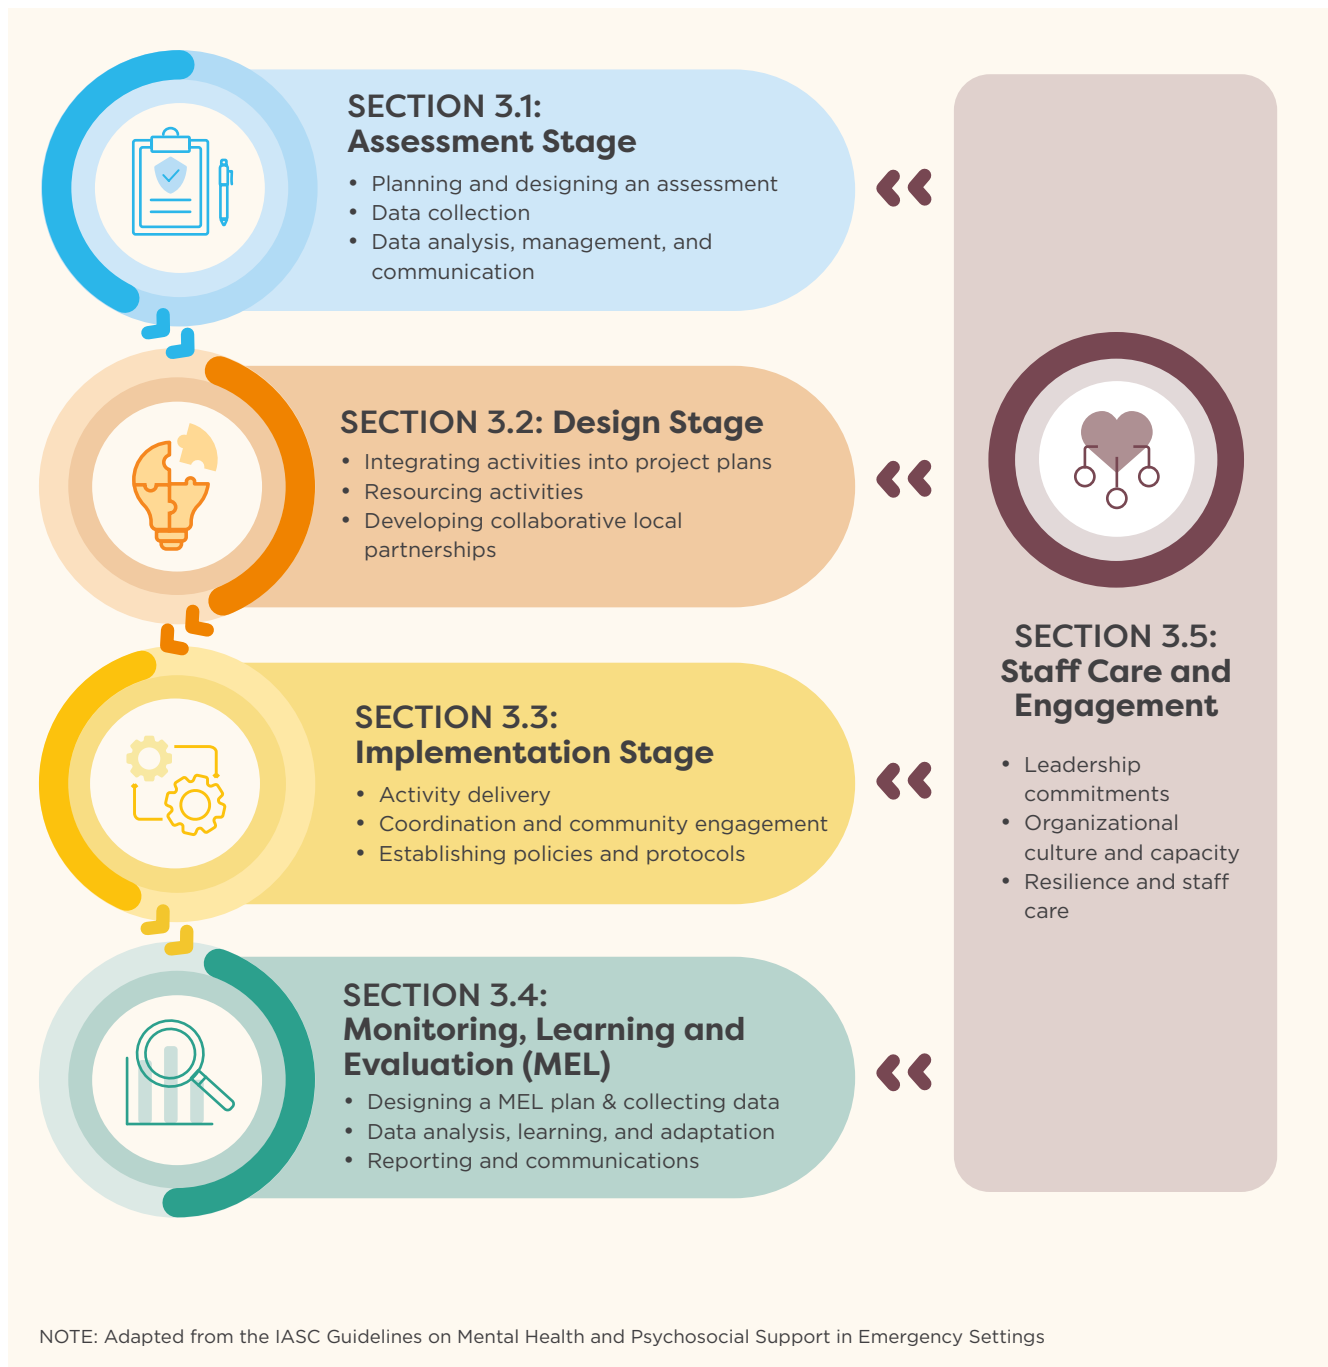 SECTION 3.1:
Assessment Stage
• Planning and designing an assessment
• Data collection
• Data analysis, management, and
communication
SECTION 3.2: Design Stage
• Integrating activities into project plans
• Resourcing activities
• Developing collaborative local
partnerships
SECTION 3.3:
Implementation Stage
• Activity delivery
• Coordination and community engagement
• Establishing policies and protocols
SECTION 3.4:
Monitoring, Learning and
Evaluation (MEL)
• Designing a MEL plan & collecting data
• Data analysis, learning, and adaptation
• Reporting and communications
SECTION 3.5:
Staff Care and
Engagement
• Leadership
commitments
• Organizational
culture and capacity
• Resilience and staff
care
NOTE: Adapted from the IASC Guidelines on Mental Health and Psychosocial Support in Emergency Settings